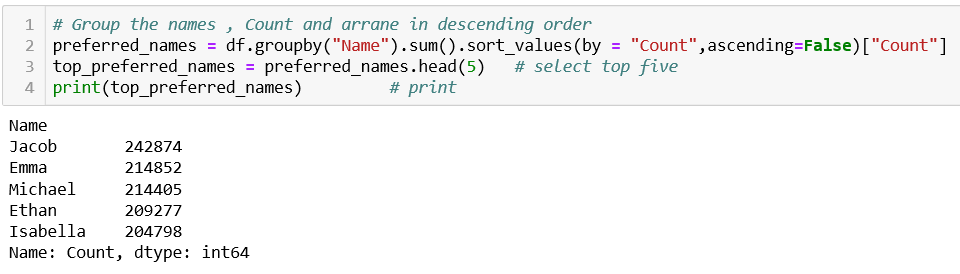 1 # Group the names , Count and arrane in descending order
2 preferred_names = df.groupby("Name").sum().sort_values(by = "Count",ascending=False)["Count"]
3 top_preferred_names = preferred_names.head(5) # select top five
4 print(top_preferred_names) # print
Name
Jacob 242874
Emma 214852
Michael 214405
Ethan 209277
Isabella 204798
Name: Count, dtype: int64